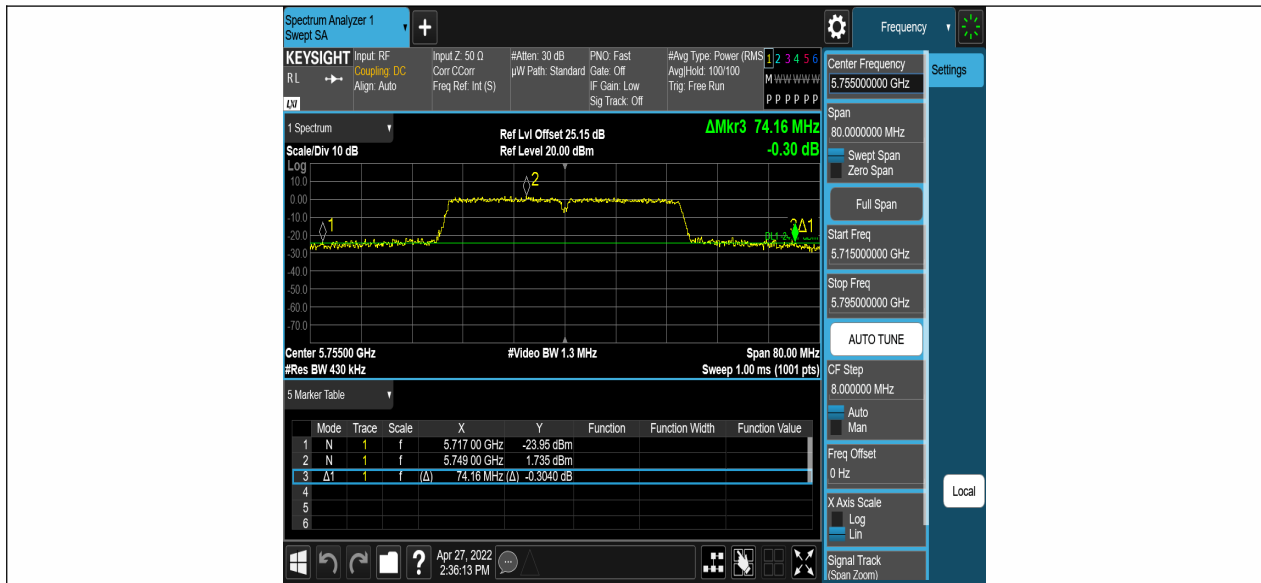 Spectrum Analyzer 1
Swept SA
+
Frequency
KEYSIGHT
RL
LXI
Input: RF
Coupling: DC
Align: Auto
Input Z: 50 Ω
Corr CCorr
Freq Ref: Int (S)
#Atten: 30 dB
µW Path: Standard
PNO: Fast
Gate: Off
IF Gain: Low
Sig Track: Off
#Avg Type: Power (RMS
Avg|Hold: 100/100
Trig: Free Run
1 2 3 4 5 6
M W W W W W
P P P P P P
1 Spectrum
Scale/Div 10 dB
Ref Lvl Offset 25.15 dB
Ref Level 20.00 dBm
ΔMkr3 74.16 MHz
-0.30 dB
Log
10.0
0.00
-10.0
-20.0
-30.0
-40.0
-50.0
-60.0
-70.0
1
2
3Δ1
Center 5.75500 GHz
#Res BW 430 kHz
#Video BW 1.3 MHz
Span 80.00 MHz
Sweep 1.00 ms (1001 pts)
5 Marker Table
Mode Trace Scale X Y Function Function Width Function Value
1 N 1 f 5.717 00 GHz -23.95 dBm
2 N 1 f 5.749 00 GHz 1.735 dBm
3 Δ1 1 f (Δ) 74.16 MHz (Δ) -0.3040 dB
4
5
6
?
Apr 27, 2022
2:36:13 PM
Center Frequency
5.755000000 GHz
Settings
Span
80.0000000 MHz
Swept Span
Zero Span
Full Span
Start Freq
5.715000000 GHz
Stop Freq
5.795000000 GHz
AUTO TUNE
CF Step
8.000000 MHz
Auto
Man
Freq Offset
0 Hz
Local
X Axis Scale
Log
Lin
Signal Track
(Span Zoom)